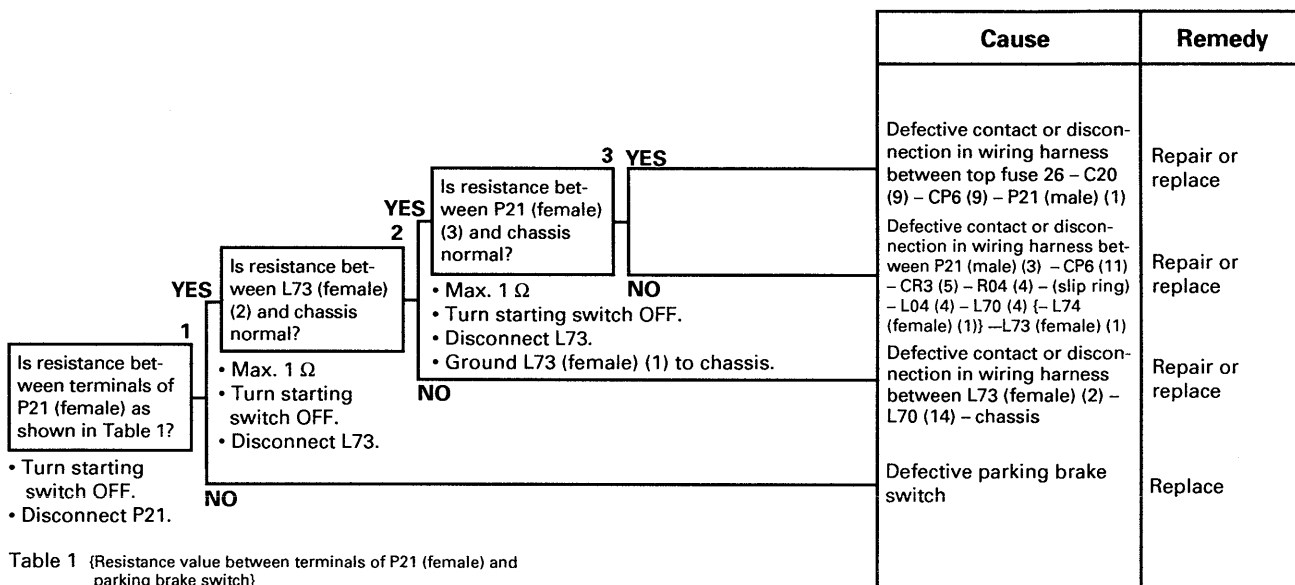 Cause
Remedy
1
Is resistance bet-
ween terminals of
P21 (female) as
shown in Table 1?
• Turn starting
switch OFF.
• Disconnect P21.
YES
NO
2
Is resistance bet-
ween L73 (female)
(2) and chassis
normal?
• Max. 1 Ω
• Turn starting
switch OFF.
• Disconnect L73.
YES
NO
3
Is resistance bet-
ween P21 (female)
(3) and chassis
normal?
• Max. 1 Ω
• Turn starting switch OFF.
• Disconnect L73.
• Ground L73 (female) (1) to chassis.
YES
NO
Defective contact or discon-
nection in wiring harness
between top fuse 26 – C20
(9) – CP6 (9) – P21 (male) (1)
Repair or
replace
Defective contact or discon-
nection in wiring harness bet-
ween P21 (male) (3) – CP6 (11)
– CR3 (5) – R04 (4) – (slip ring)
– L04 (4) – L70 (4) {– L74
(female) (1)} —L73 (female) (1)
Repair or
replace
Defective contact or discon-
nection in wiring harness
between L73 (female) (2) –
L70 (14) – chassis
Repair or
replace
Defective parking brake
switch
Replace
Table 1 {Resistance value between terminals of P21 (female) and
parking brake switch}